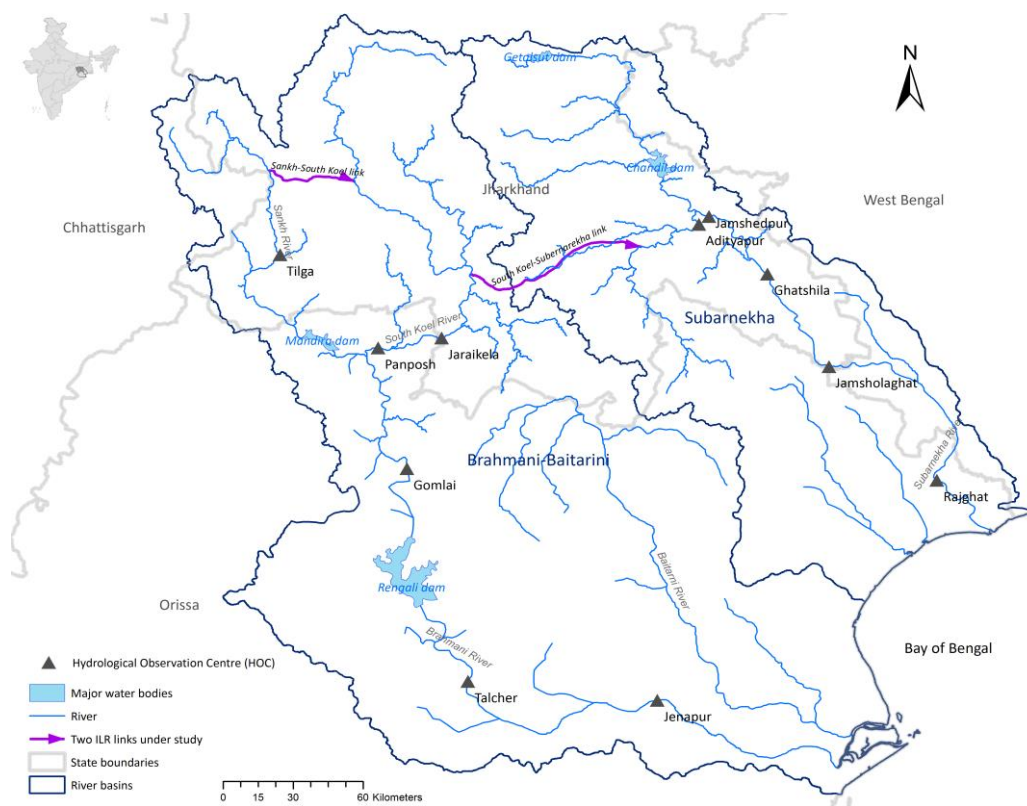 Getalsut dam
N
Sankh-South Koel link
Chandil dam
Jharkhand
West Bengal
Chhattisgarh
Sankh River
Jamshedpur
Adityapur
South Koel-Subernarekha link
Tilga
Ghatshila
Subarnekha
South Koel River
Mandira dam
Jaraikela
Panposh
Jamsholaghat
Brahmani-Baitarini
Subarnekha River
Gomlai
Rajghat
Baitarni River
Rengali dam
Orissa
Brahmani River
Bay of Bengal
Talcher
Jenapur
Hydrological Observation Centre (HOC)
Major water bodies
River
Two ILR links under study
State boundaries
River basins
0 15 30 60 Kilometers